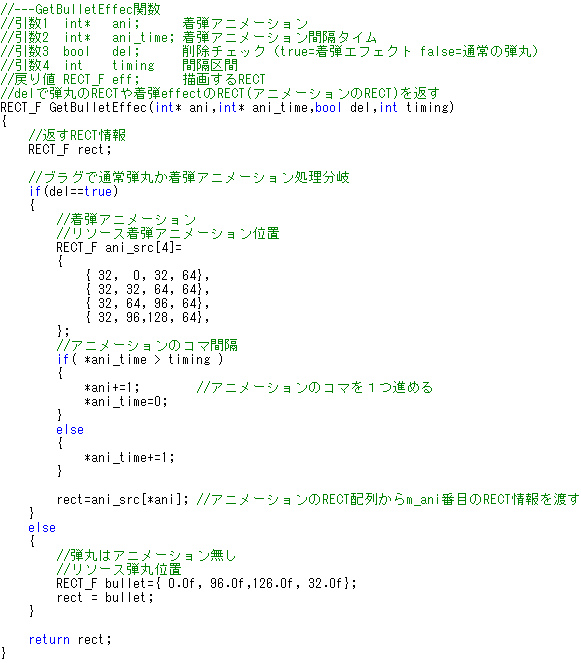 //---GetBulletEffec関数
//引数1  int*  ani;      着弾アニメーション
//引数2  int*  ani_time; 着弾アニメーション間隔タイム
//引数3  bool  del;      削除チェック (true=着弾エフェクト false=通常の弾丸)
//引数4  int   timing    間隔区間
//戻り値 RECT_F eff;      描画するRECT
//delで弾丸のRECTや着弾effectのRECT(アニメーションのRECT)を返す
RECT_F GetBulletEffec(int* ani,int* ani_time,bool del,int timing)
{
    //返すRECT情報
    RECT_F rect;

    //ブラグで通常弾丸か着弾アニメーション処理分岐
    if(del==true)
    {
        //着弾アニメーション
        //リソース着弾アニメーション位置
        RECT_F ani_src[4]=
        {
            { 32,  0, 32, 64},
            { 32, 32, 64, 64},
            { 32, 64, 96, 64},
            { 32, 96,128, 64},
        };
        //アニメーションのコマ間隔
        if( *ani_time > timing )
        {
            *ani+=1;        //アニメーションのコマを１つ進める
            *ani_time=0;
        }
        else
        {
            *ani_time+=1;
        }

        rect=ani_src[*ani]; //アニメーションのRECT配列からm_ani番目のRECT情報を渡す
    }
    else
    {
        //弾丸はアニメーション無し
        //リソース弾丸位置
        RECT_F bullet={ 0.0f, 96.0f,126.0f, 32.0f};
        rect = bullet;
    }

    return rect;
}